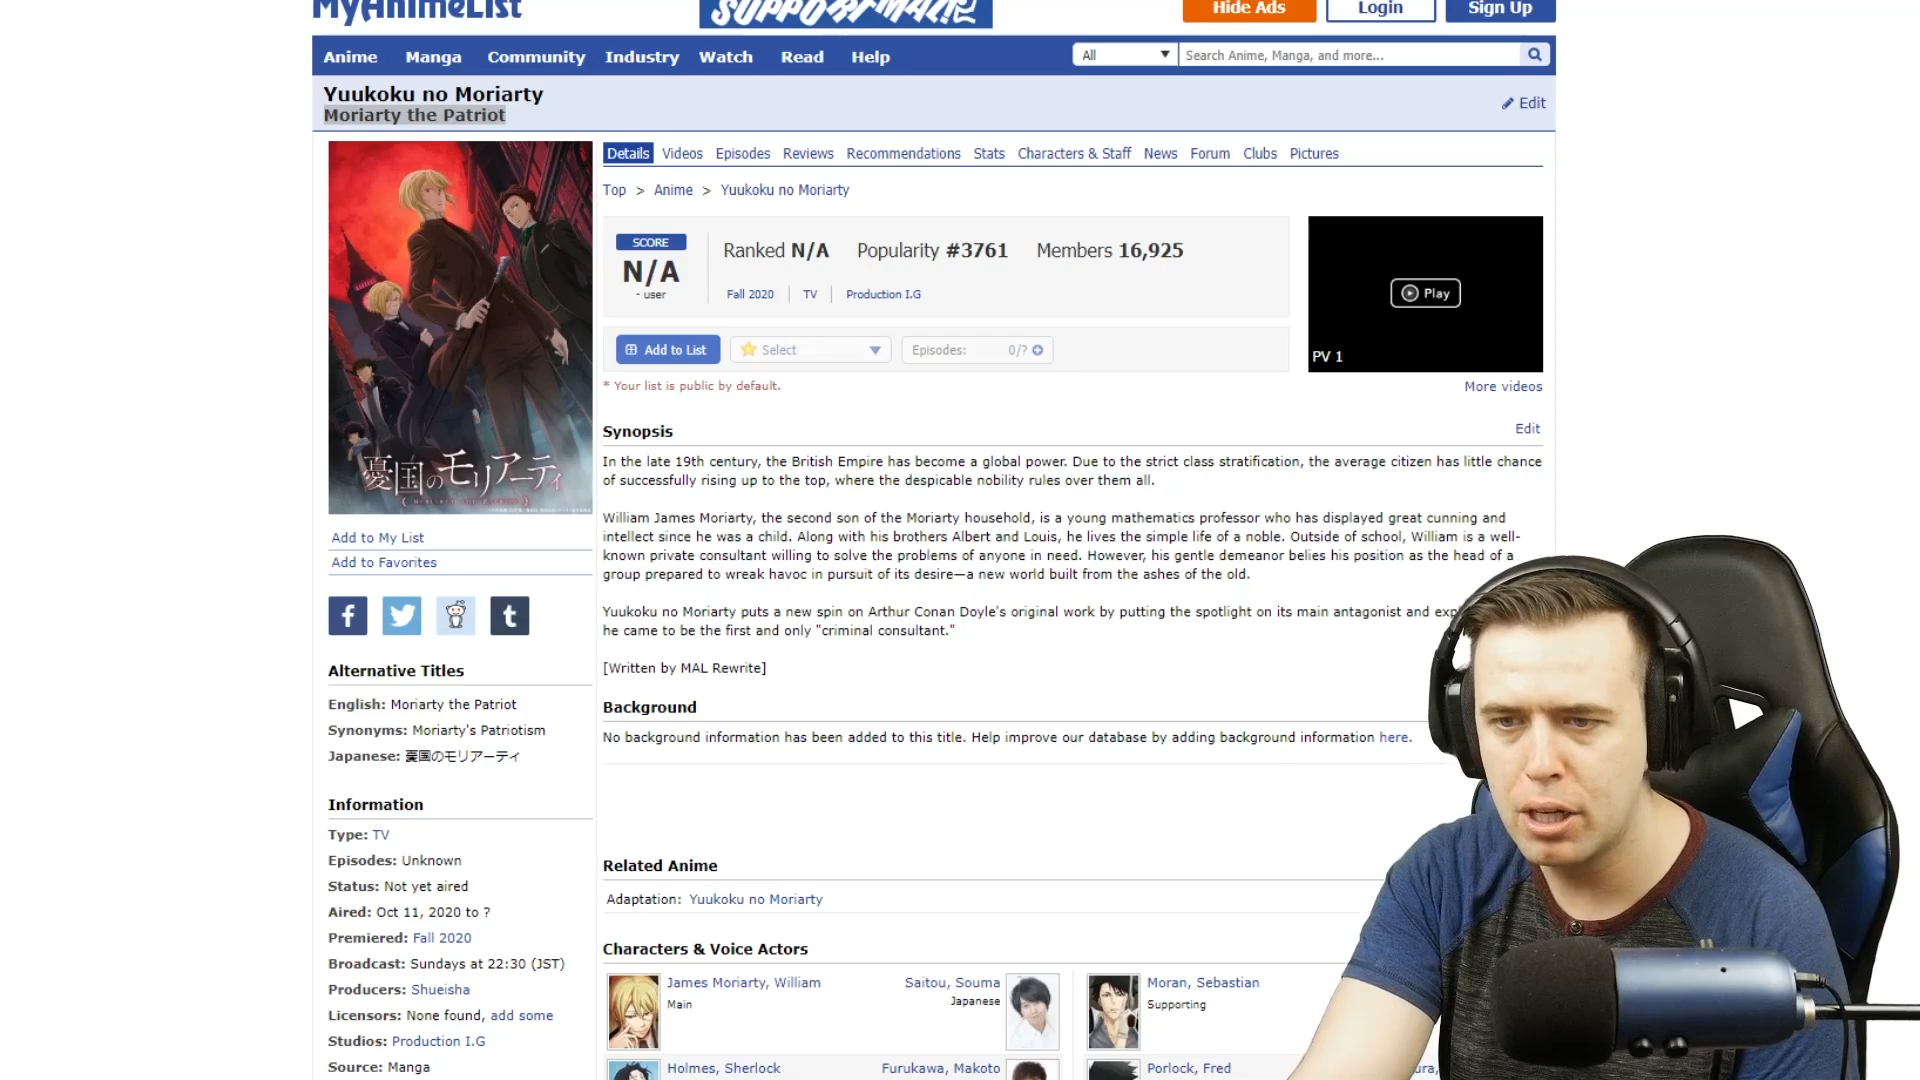 MyAnimeList
SUPPORT MAL!
Hide Ads
Login
Sign Up
Anime Manga Community Industry Watch Read Help
All
Search Anime, Manga, and more...
Yuukoku no Moriarty
Moriarty the Patriot
Edit
Details Videos Episodes Reviews Recommendations Stats Characters & Staff News Forum Clubs Pictures
Top > Anime > Yuukoku no Moriarty
SCORE
N/A
- user
Ranked N/A Popularity #3761 Members 16,925
Fall 2020 TV Production I.G
Play
PV 1
Add to List
Select
Episodes: 0/?
* Your list is public by default.
More videos
Synopsis
Edit
In the late 19th century, the British Empire has become a global power. Due to the strict class stratification, the average citizen has little chance
of successfully rising up to the top, where the despicable nobility rules over them all.
William James Moriarty, the second son of the Moriarty household, is a young mathematics professor who has displayed great cunning and
intellect since he was a child. Along with his brothers Albert and Louis, he lives the simple life of a noble. Outside of school, William is a well-
known private consultant willing to solve the problems of anyone in need. However, his gentle demeanor belies his position as the head of a
group prepared to wreak havoc in pursuit of its desire—a new world built from the ashes of the old.
Yuukoku no Moriarty puts a new spin on Arthur Conan Doyle's original work by putting the spotlight on its main antagonist and exp
he came to be the first and only "criminal consultant."
[Written by MAL Rewrite]
Background
No background information has been added to this title. Help improve our database by adding background information here.
Related Anime
Adaptation: Yuukoku no Moriarty
Characters & Voice Actors
James Moriarty, William
Main
Saitou, Souma
Japanese
Moran, Sebastian
Supporting
Holmes, Sherlock
Furukawa, Makoto
Porlock, Fred
ura,
憂国のモリアーティ
Add to My List
Add to Favorites
f
t
Alternative Titles
English: Moriarty the Patriot
Synonyms: Moriarty's Patriotism
Japanese: 憂国のモリアーティ
Information
Type: TV
Episodes: Unknown
Status: Not yet aired
Aired: Oct 11, 2020 to ?
Premiered: Fall 2020
Broadcast: Sundays at 22:30 (JST)
Producers: Shueisha
Licensors: None found, add some
Studios: Production I.G
Source: Manga